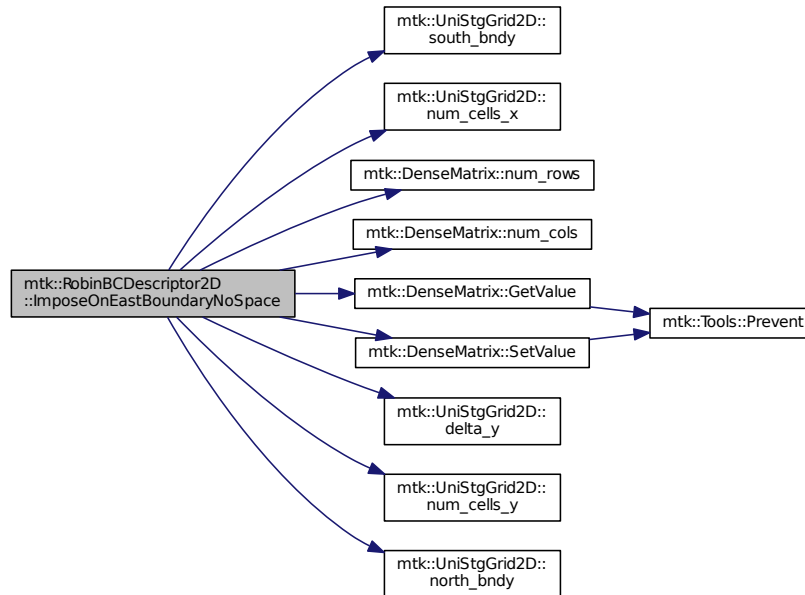 mtk::UniStgGrid2D::
south_bndy
mtk::UniStgGrid2D::
num_cells_x
mtk::DenseMatrix::num_rows
mtk::DenseMatrix::num_cols
mtk::RobinBCDescriptor2D
::ImposeOnEastBoundaryNoSpace
mtk::DenseMatrix::GetValue
mtk::Tools::Prevent
mtk::DenseMatrix::SetValue
mtk::UniStgGrid2D::
delta_y
mtk::UniStgGrid2D::
num_cells_y
mtk::UniStgGrid2D::
north_bndy